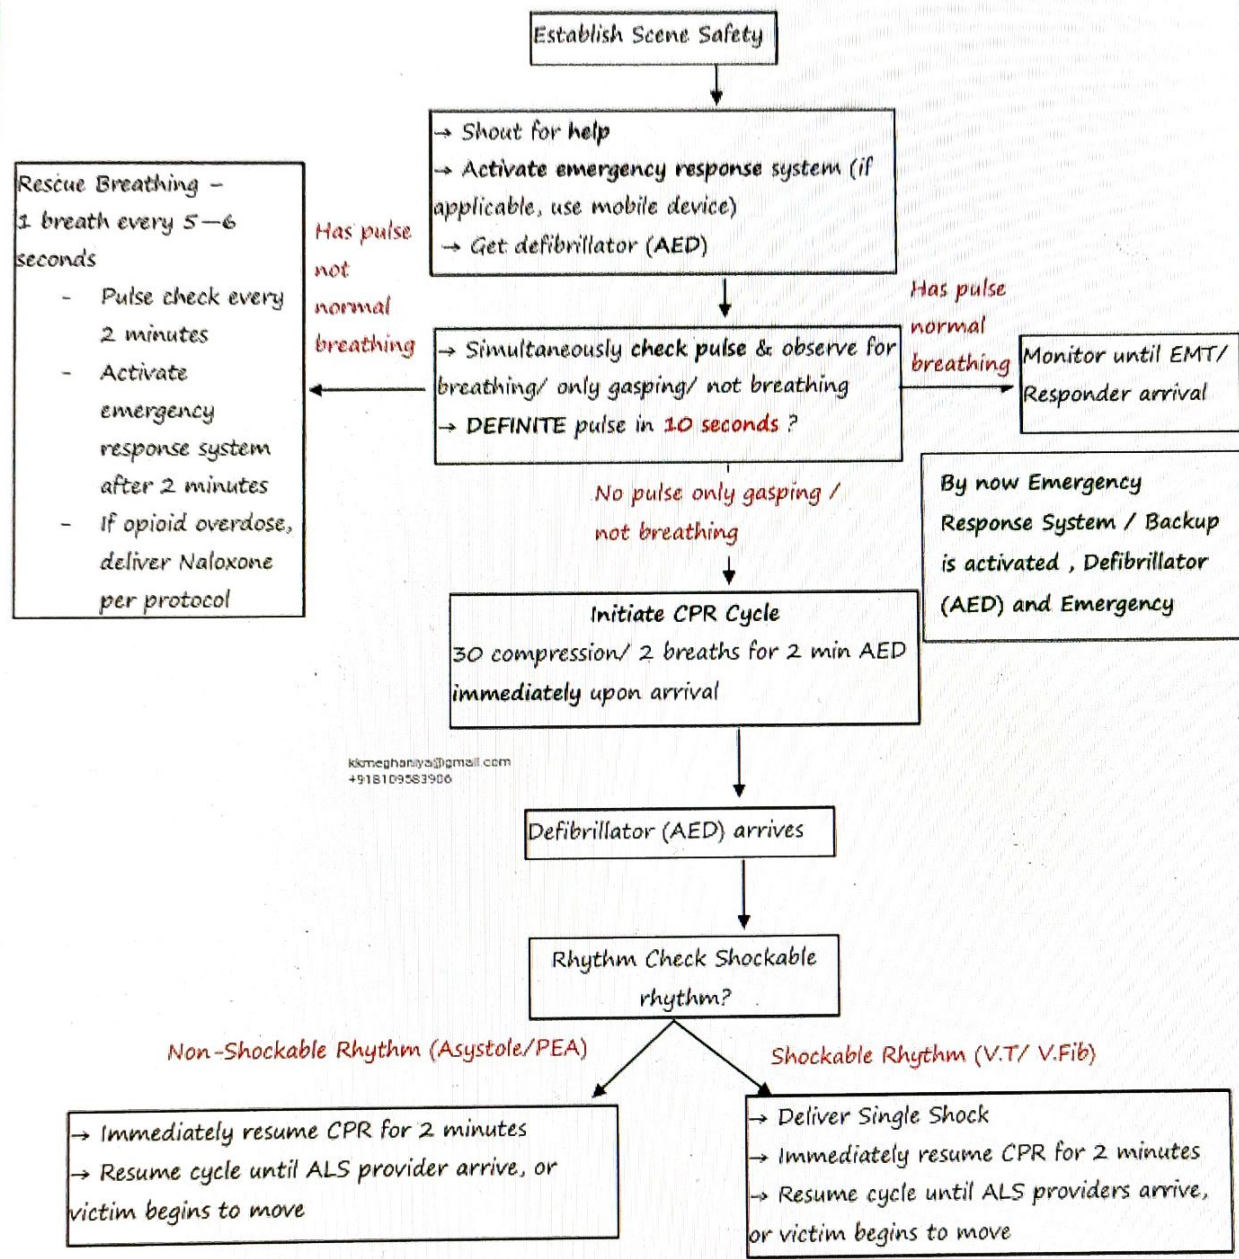 Establish Scene Safety
→ Shout for help
→ Activate emergency response system (if
applicable, use mobile device)
→ Get defibrillator (AED)
Rescue Breathing –
1 breath every 5–6
seconds
- Pulse check every
2 minutes
- Activate
emergency
response system
after 2 minutes
- If opioid overdose,
deliver Naloxone
per protocol
Has pulse
not
normal
breathing
→ Simultaneously check pulse & observe for
breathing/ only gasping/ not breathing
→ DEFINITE pulse in 10 seconds ?
Has pulse
normal
breathing
Monitor until EMT/
Responder arrival
By now Emergency
Response System / Backup
is activated , Defibrillator
(AED) and Emergency
No pulse only gasping /
not breathing
Initiate CPR Cycle
30 compression/ 2 breaths for 2 min AED
immediately upon arrival
kkmeghaniya@gmail.com
+918109583906
Defibrillator (AED) arrives
Rhythm Check Shockable
rhythm?
Non-Shockable Rhythm (Asystole/PEA)
Shockable Rhythm (V.T/ V.Fib)
→ Immediately resume CPR for 2 minutes
→ Resume cycle until ALS provider arrive, or
victim begins to move
→ Deliver Single Shock
→ Immediately resume CPR for 2 minutes
→ Resume cycle until ALS providers arrive,
or victim begins to move